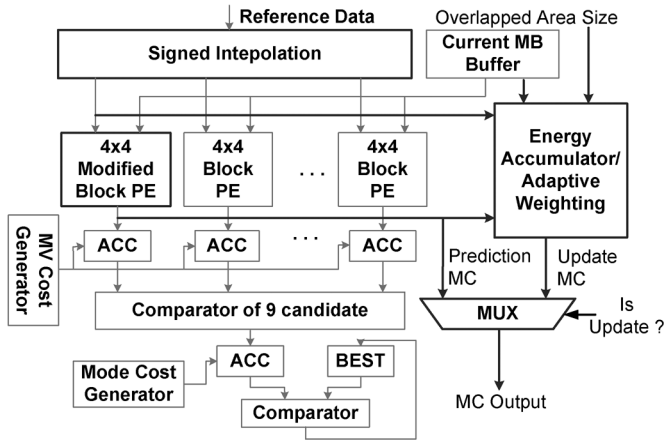 Reference Data
Overlapped Area Size
Signed Intepolation
Current MB
Buffer
4x4
Modified
Block PE
4x4
Block
PE
...
4x4
Block
PE
Energy
Accumulator/
Adaptive
Weighting
MV Cost
Generator
ACC
ACC
...
ACC
Prediction
MC
Update
MC
Comparator of 9 candidate
MUX
Is
Update ?
Mode Cost
Generator
ACC
BEST
Comparator
MC Output